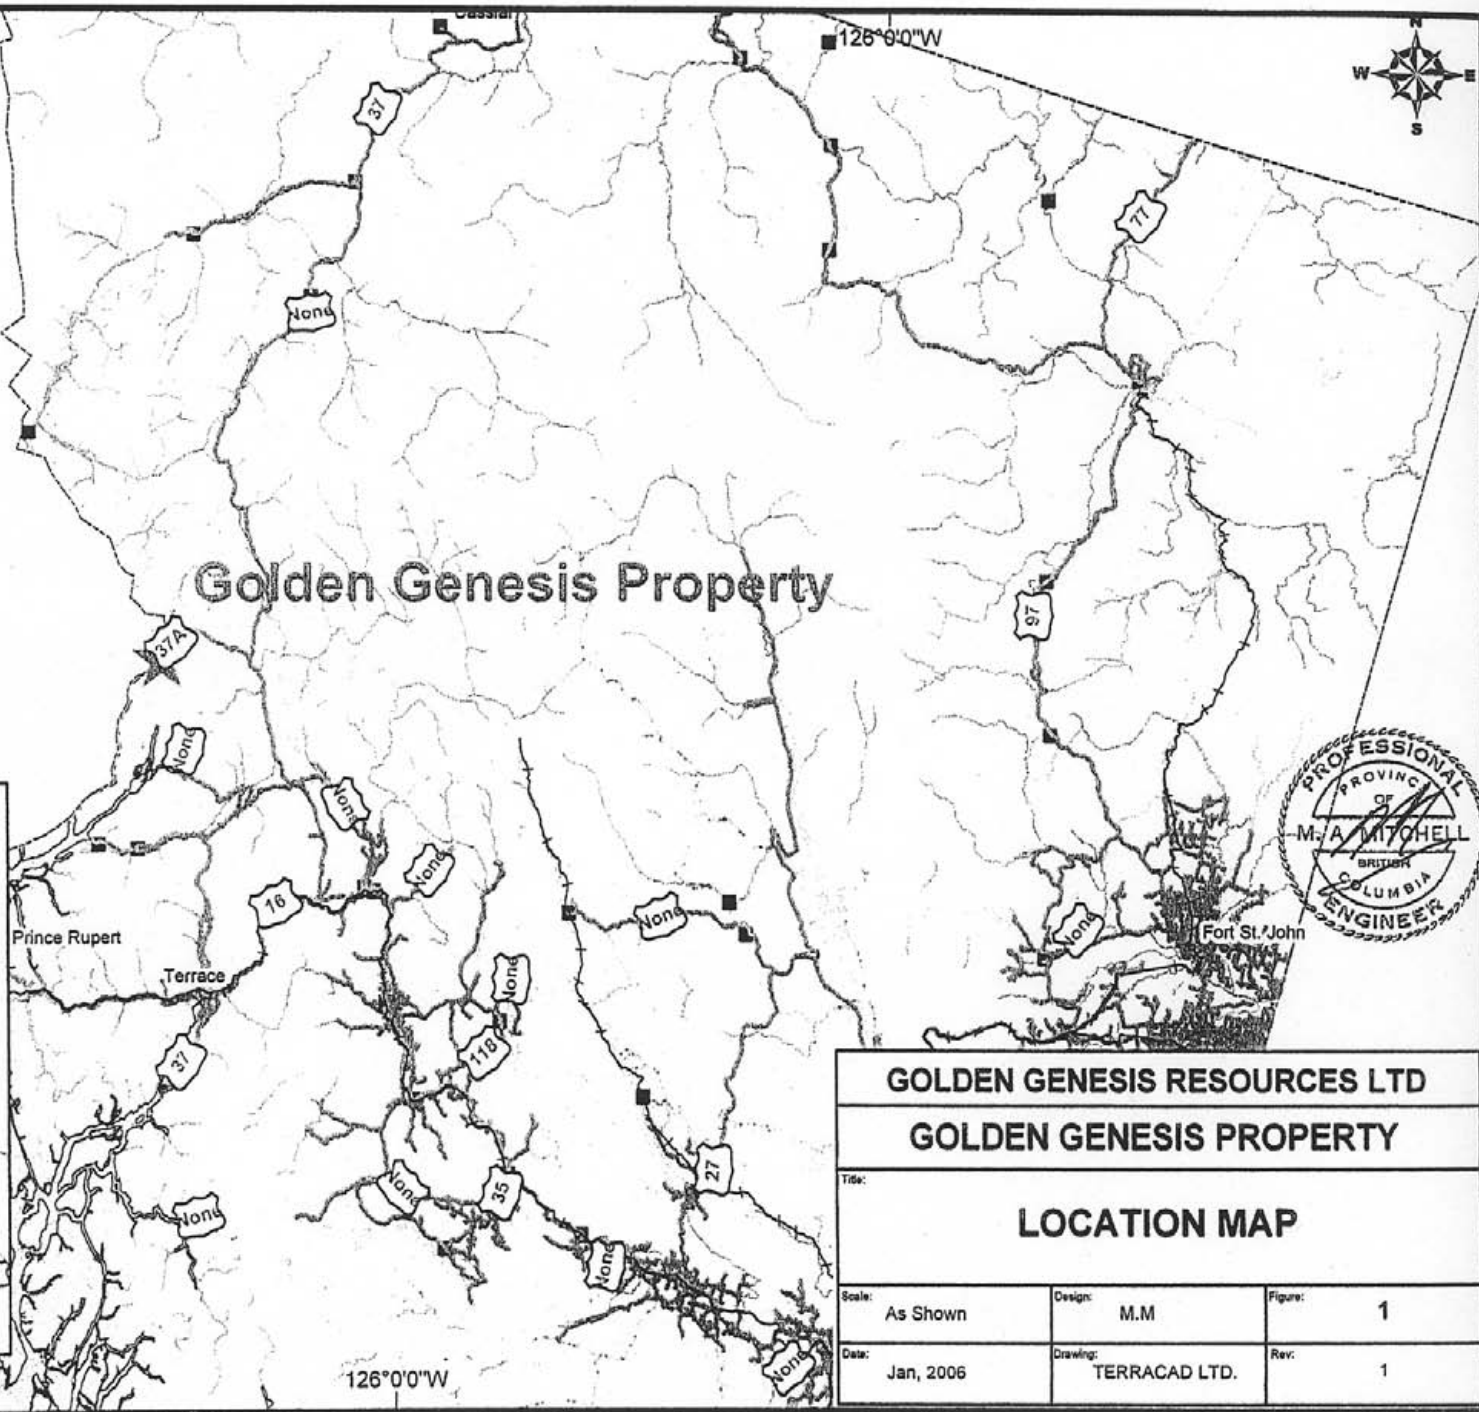 Cassiar
126°0'0"W
N
W E
S
37
77
None
Golden Genesis Property
97
37A
None
None
None
16
None
Prince Rupert
Terrace
None
Fort St. John
None
118
37
27
None
35
None
None
None
126°0'0"W
PROFESSIONAL
PROVINCE
OF
M. A. MITCHELL
BRITISH
COLUMBIA
ENGINEER
GOLDEN GENESIS RESOURCES LTD
GOLDEN GENESIS PROPERTY
Title:
LOCATION MAP
Scale: As Shown
Design: M.M
Figure: 1
Date: Jan, 2006
Drawing: TERRACAD LTD.
Rev: 1